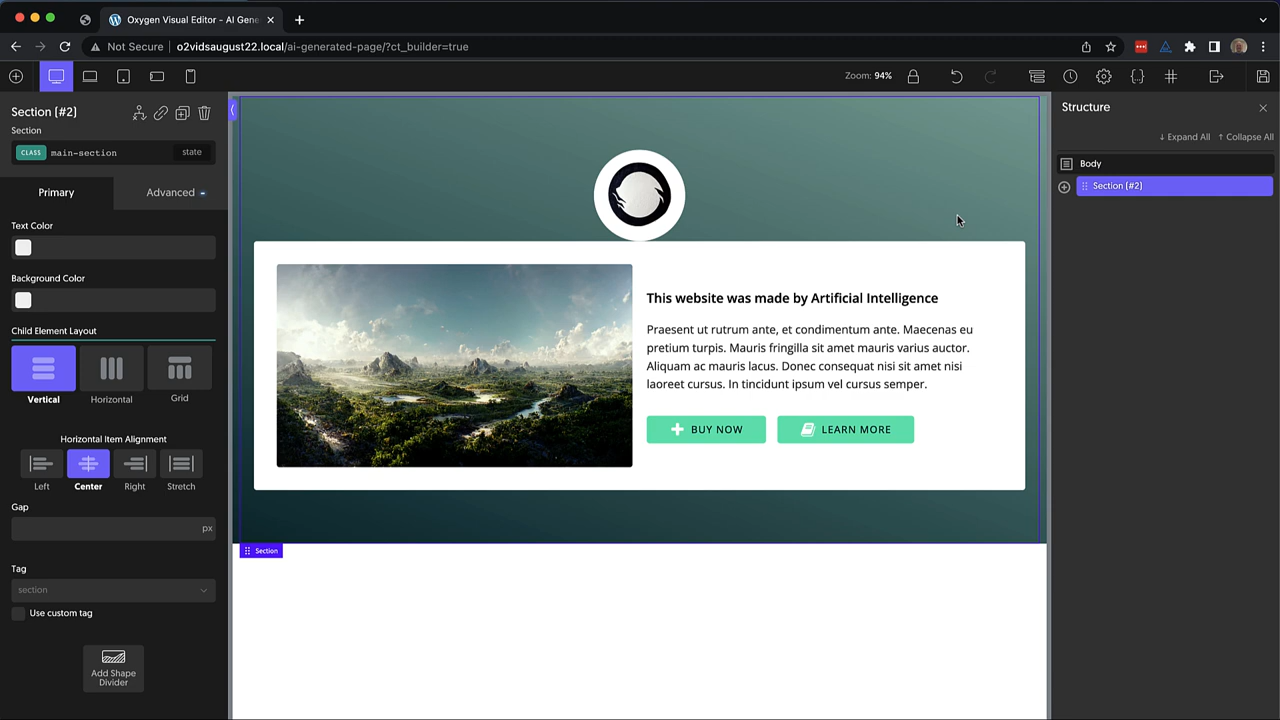 Oxygen Visual Editor - AI Gene
Not Secure
o2vidsaugust22.local/ai-generated-page/?ct_builder=true
Zoom: 94%
Section (#2)
Section
CLASS main-section state
Primary
Advanced
Text Color
Background Color
Child Element Layout
Vertical
Horizontal
Grid
Horizontal Item Alignment
Left
Center
Right
Stretch
Gap
px
Tag
section
Use custom tag
Add Shape
Divider
This website was made by Artificial Intelligence
Praesent ut rutrum ante, et condimentum ante. Maecenas eu
pretium turpis. Mauris fringilla sit amet mauris varius auctor.
Aliquam ac mauris lacus. Donec consequat nisi sit amet nisi
laoreet cursus. In tincidunt ipsum vel cursus semper.
BUY NOW
LEARN MORE
Section
Structure
Expand All
Collapse All
Body
Section (#2)